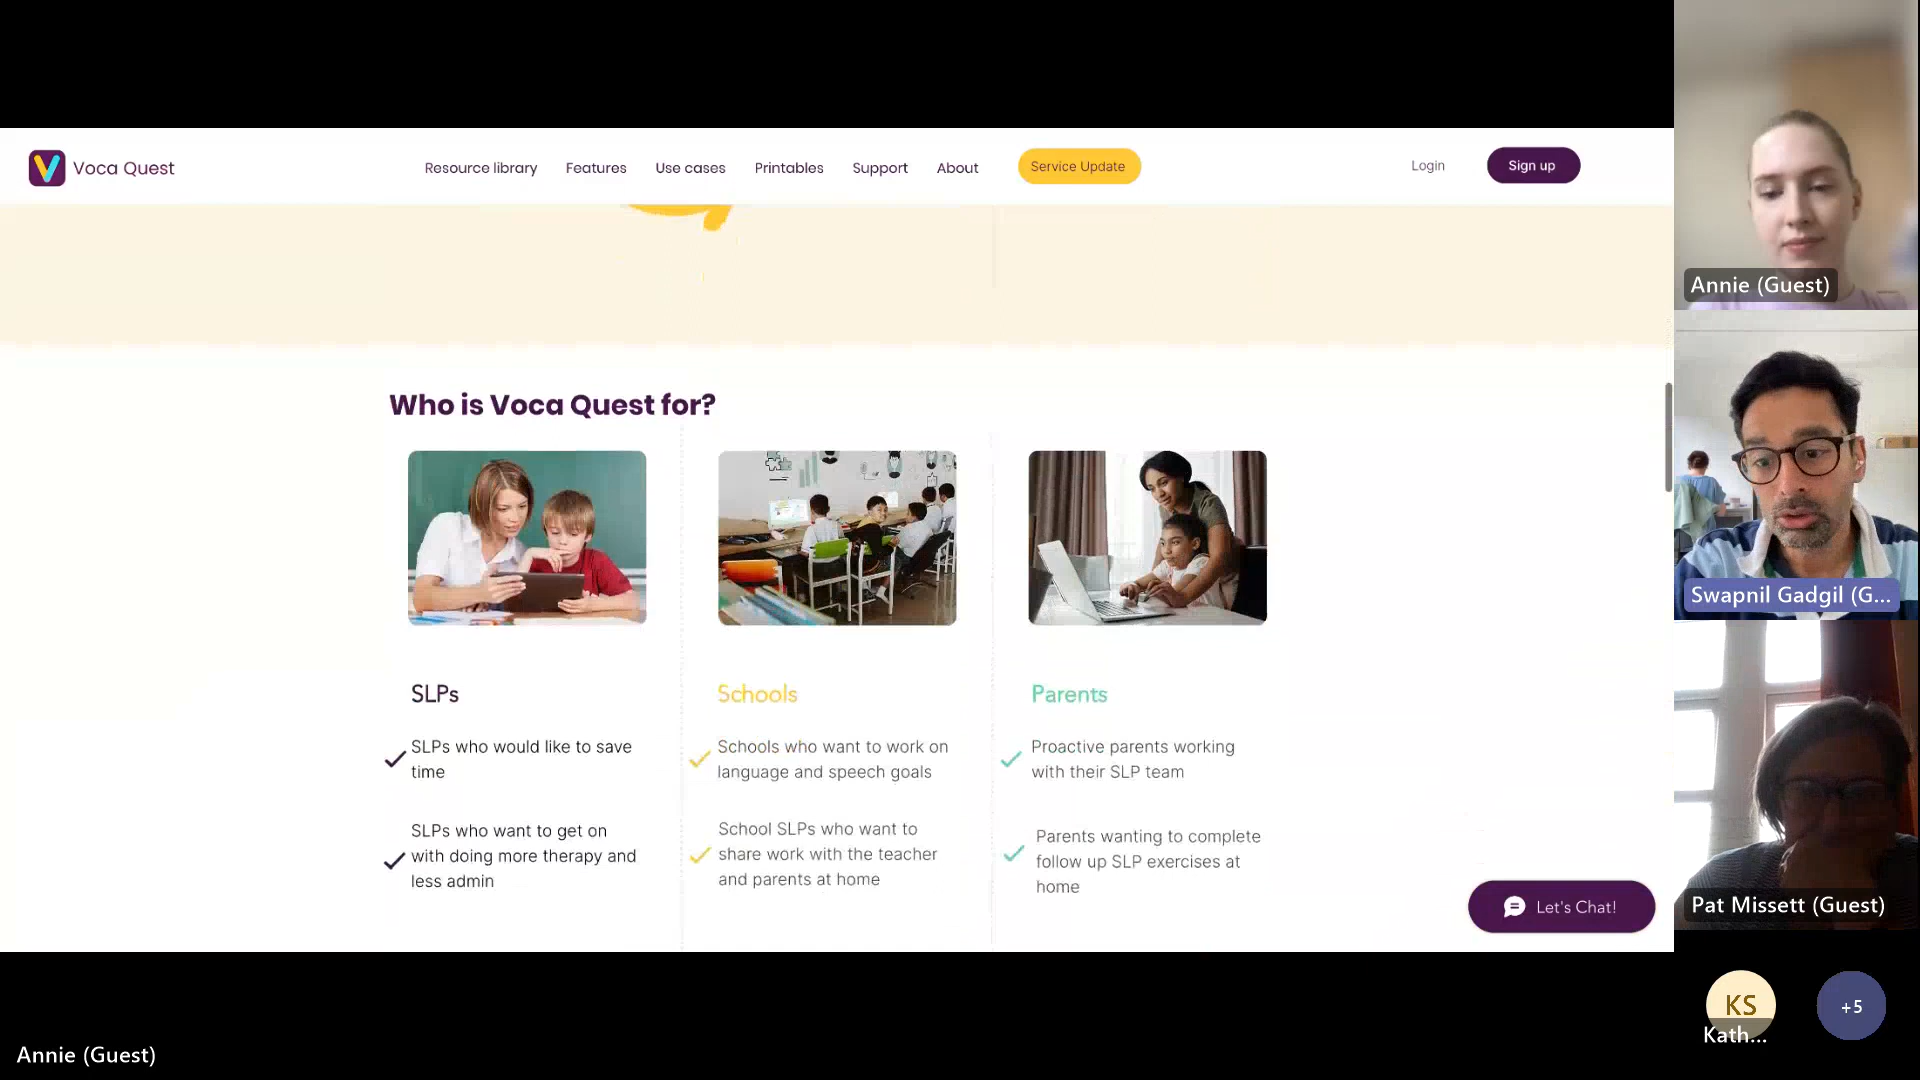 Voca Quest
Resource library
Features
Use cases
Printables
Support
About
Service Update
Login
Sign up
Who is Voca Quest for?
SLPs
SLPs who would like to save
time
SLPs who want to get on
with doing more therapy and
less admin
Schools
Schools who want to work on
language and speech goals
School SLPs who want to
share work with the teacher
and parents at home
Parents
Proactive parents working
with their SLP team
Parents wanting to complete
follow up SLP exercises at
home
Let's Chat!
Annie (Guest)
Swapnil Gadgil (G...
Pat Missett (Guest)
KS
Kath...
+5
Annie (Guest)